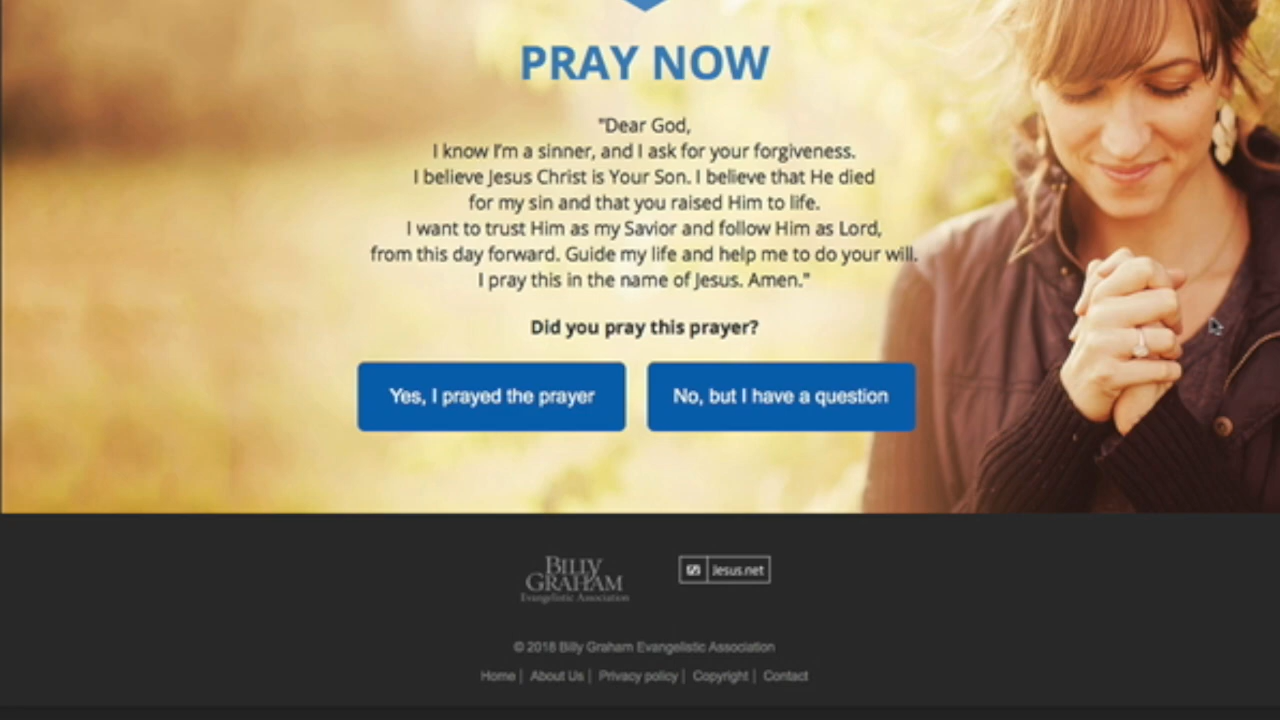 PRAY NOW
"Dear God,
I know I'm a sinner, and I ask for your forgiveness.
I believe Jesus Christ is Your Son. I believe that He died
for my sin and that you raised Him to life.
I want to trust Him as my Savior and follow Him as Lord,
from this day forward. Guide my life and help me to do your will.
I pray this in the name of Jesus. Amen."
Did you pray this prayer?
Yes, I prayed the prayer
No, but I have a question
BILLY
GRAHAM
Evangelistic Association
Jesus.net
© 2018 Billy Graham Evangelistic Association
Home | About Us | Privacy policy | Copyright | Contact